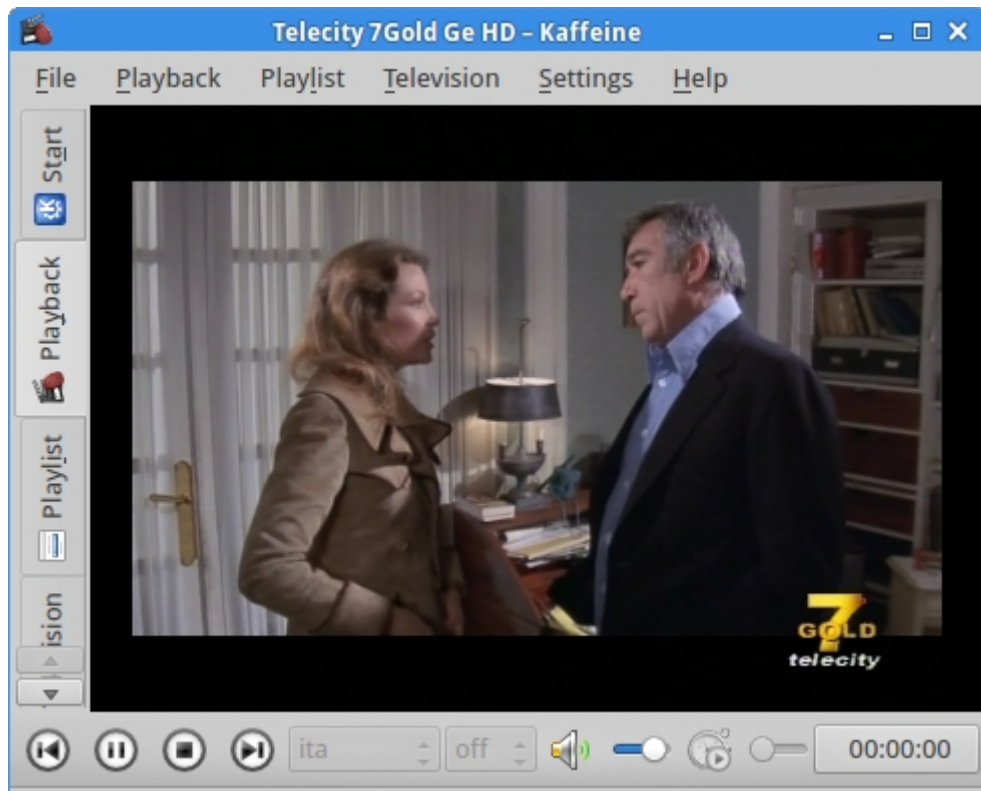 Telecity 7Gold Ge HD – Kaffeine
File Playback Playlist Television Settings Help
Start
Playback
Playlist
ision
7
GOLD
telecity
ita off 00:00:00